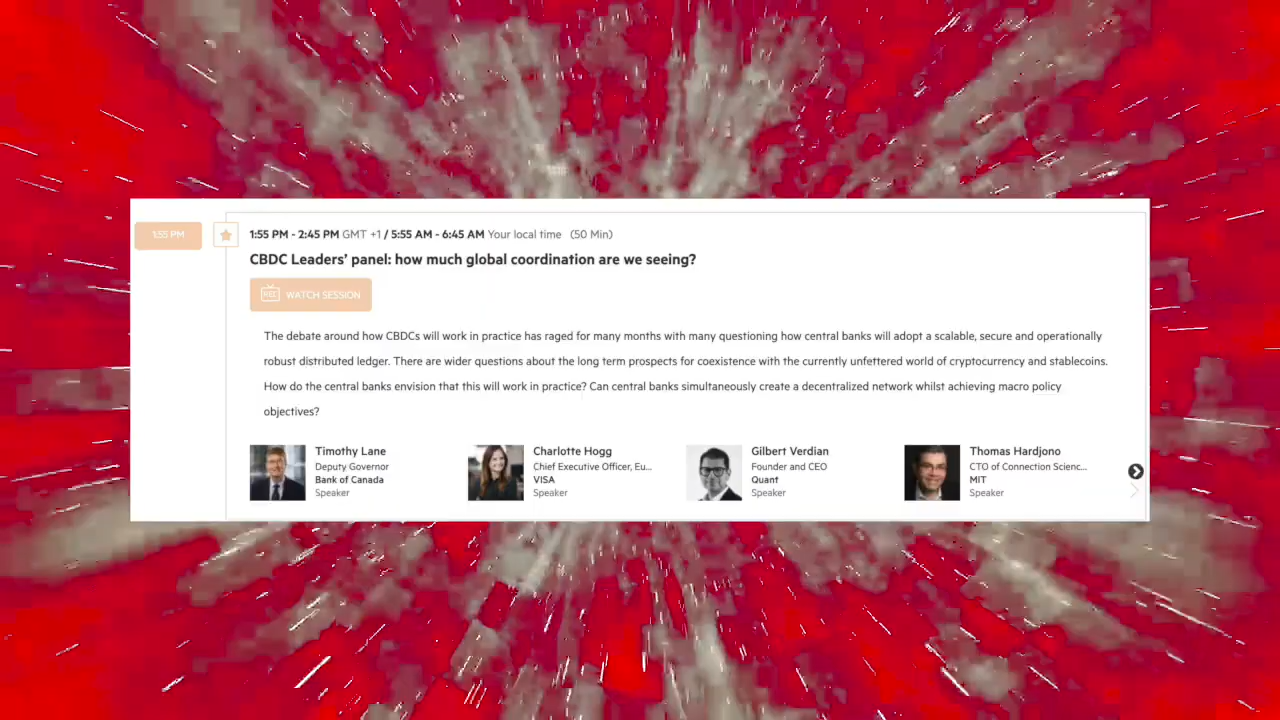 1:55 PM
1:55 PM - 2:45 PM GMT +1 / 5:55 AM - 6:45 AM Your local time (50 Min)
CBDC Leaders’ panel: how much global coordination are we seeing?
REC WATCH SESSION
The debate around how CBDCs will work in practice has raged for many months with many questioning how central banks will adopt a scalable, secure and operationally
robust distributed ledger. There are wider questions about the long term prospects for coexistence with the currently unfettered world of cryptocurrency and stablecoins.
How do the central banks envision that this will work in practice? Can central banks simultaneously create a decentralized network whilst achieving macro policy
objectives?
Timothy Lane
Deputy Governor
Bank of Canada
Speaker
Charlotte Hogg
Chief Executive Officer, Eu...
VISA
Speaker
Gilbert Verdian
Founder and CEO
Quant
Speaker
Thomas Hardjono
CTO of Connection Scienc...
MIT
Speaker